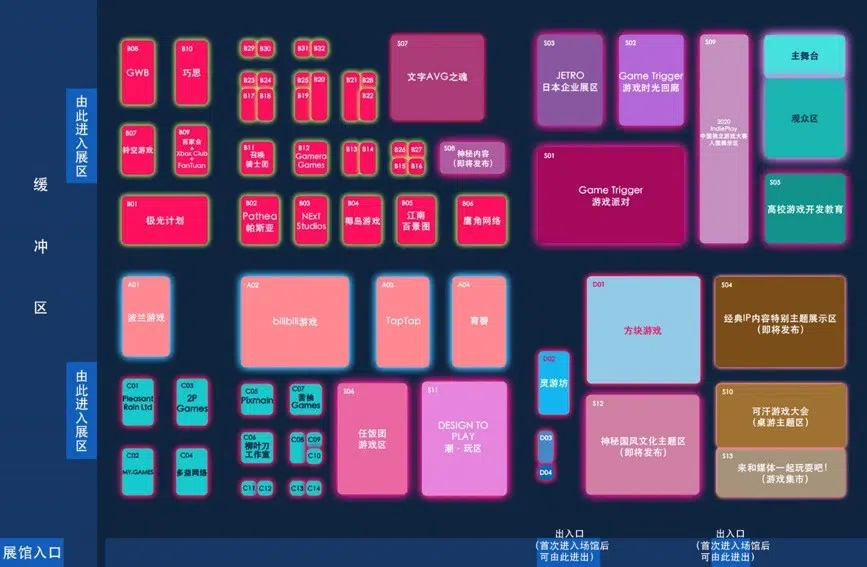 B08
GWB
B10
巧思
B29
B30
B31
B32
B23
B24
B17
B18
B25
B20
B19
B21
B28
B22
S07
文字AVG之魂
S03
JETRO
日本企业展区
S02
Game Trigger
游戏时光回廊
S09
2020
IndiePlay
中国独立游戏大赛
入围展示区
主舞台
观众区
由此进入展区
B07
铃空游戏
B09
百家合
+
Xbox Club
+
FanTuan
B11
召唤
骑士团
B12
Gamera
Games
B13
B14
B26
B27
B15
B16
S08
神秘内容
(即将发布)
S01
Game Trigger
游戏派对
S05
高校游戏开发教育
B01
极光计划
B02
Pathea
帕斯亚
B03
NExT
Studios
B04
椰岛游戏
B05
江南
百景图
B06
鹰角网络
缓
冲
区
A01
波兰游戏
A02
bilibili游戏
A03
TapTap
A04
青瓷
D01
方块游戏
S04
经典IP内容特别主题展示区
(即将发布)
由此进入展区
C01
Pleasant
Rain Ltd
C03
2P
Games
C05
Pixmain
C07
雷柚
Games
S06
任饭团
游戏区
S11
DESIGN TO
PLAY
潮·玩区
D02
灵游坊
S12
神秘国风文化主题区
(即将发布)
S10
可汗游戏大会
(桌游主题区)
C02
MY.GAMES
C04
多益网络
C06
柳叶刀
工作室
C08
C09
C10
C11
C12
C13
C14
D03
D04
S13
来和媒体一起玩耍吧!
(游戏集市)
展馆入口
出入口
(首次进入场馆后
可由此进出)
出入口
(首次进入场馆后
可由此进出)